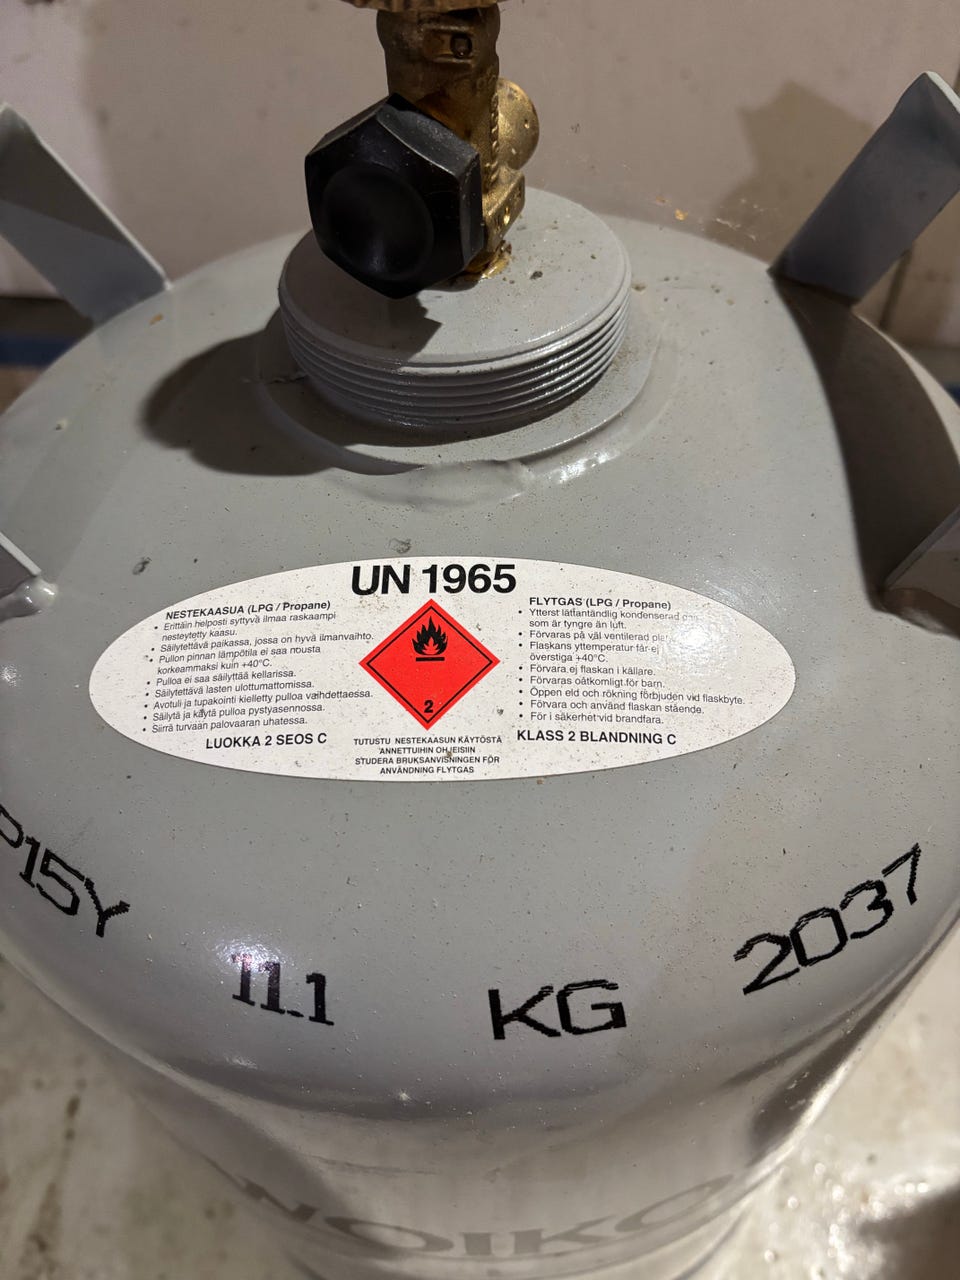 UN 1965
NESTEKAASUA (LPG / Propane)
• Erittäin helposti syttyvä ilmaa raskaampi
nesteytetty kaasu.
• Säilytettävä paikassa, jossa on hyvä ilmanvaihto.
• Pullon pinnan lämpötila ei saa nousta
korkeammaksi kuin +40°C.
• Pulloa ei saa säilyttää kellarissa.
• Säilytettävä lasten ulottumattomissa.
• Avotuli ja tupakointi kielletty pulloa vaihdettaessa.
• Säilytä ja käytä pulloa pystyasennossa.
• Siirrä turvaan palovaaran uhatessa.
LUOKKA 2 SEOS C
2
TUTUSTU NESTEKAASUN KÄYTÖSTÄ
ANNETTUIHIN OHJEISIIN
STUDERA BRUKSANVISNINGEN FÖR
ANVÄNDNING FLYTGAS
FLYTGAS (LPG / Propane)
• Ytterst lättantändlig kondenserad gas
som är tyngre än luft.
• Förvaras på väl ventilerad
• Flaskans yttemperatur får ej
överstiga +40°C.
• Förvara ej flaskan i källare.
• Förvaras oåtkomligt för barn.
• Öppen eld och rökning förbjuden vid flaskbyte.
• Förvara och använd flaskan stående.
• För i säkerhet vid brandfara.
KLASS 2 BLANDNING C
P15Y
11.1
KG
2037